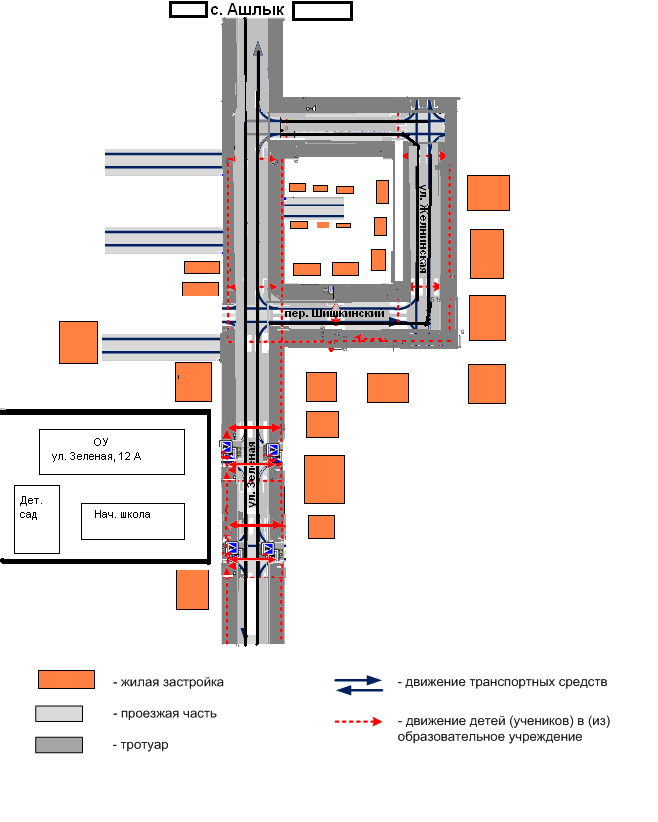 с. Ашлык
ул. Желнинская
пер. Шишкинский
ул. Зеленая
ОУ
ул. Зеленая, 12 А
Дет.
сад
Нач. школа
- жилая застройка
- проезжая часть
- тротуар
- движение транспортных средств
- движение детей (учеников) в (из)
образовательное учреждение